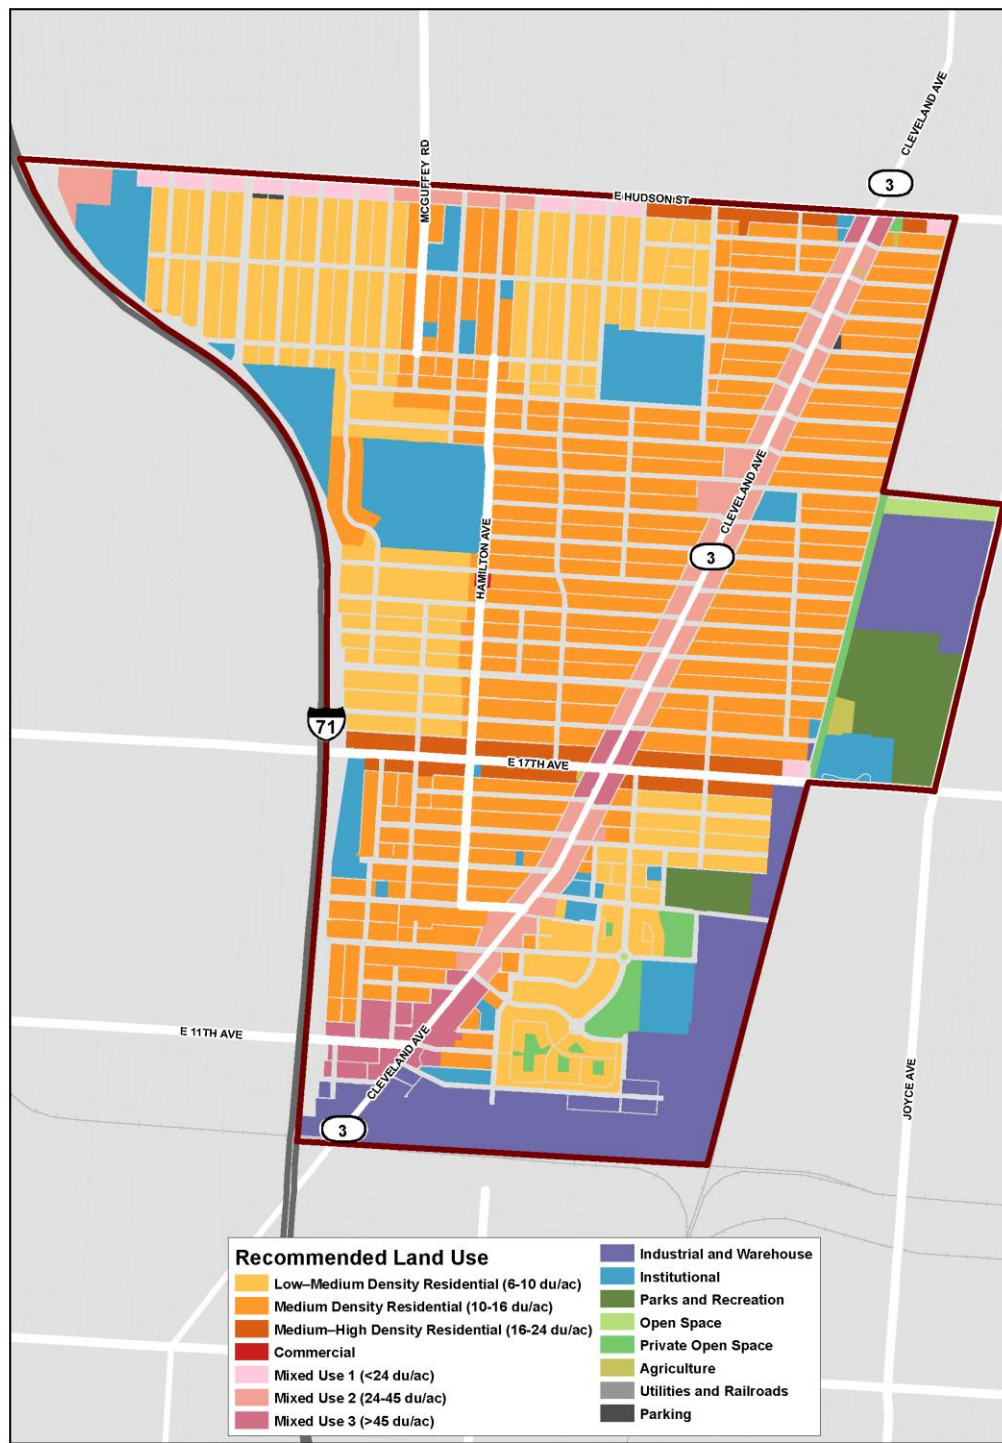 CLEVELAND AVE
MCGUFFEY RD
3
E HUDSON ST
CLEVELAND AVE
3
HAMILTON AVE
71
E 17TH AVE
E 11TH AVE
CLEVELAND AVE
JOYCE AVE
3
Recommended Land Use
Low–Medium Density Residential (6-10 du/ac)
Medium Density Residential (10-16 du/ac)
Medium–High Density Residential (16-24 du/ac)
Commercial
Mixed Use 1 (<24 du/ac)
Mixed Use 2 (24-45 du/ac)
Mixed Use 3 (>45 du/ac)
Industrial and Warehouse
Institutional
Parks and Recreation
Open Space
Private Open Space
Agriculture
Utilities and Railroads
Parking